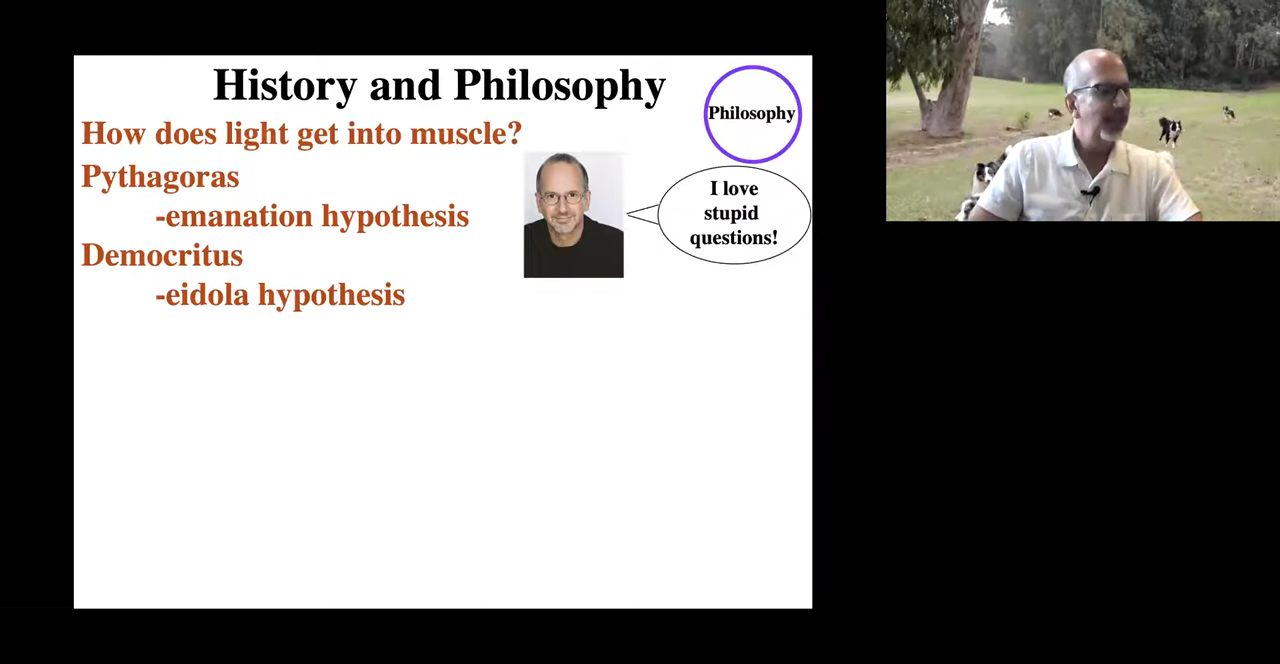 History and Philosophy
Philosophy
How does light get into muscle?
Pythagoras
-emanation hypothesis
I love
stupid
questions!
Democritus
-eidola hypothesis